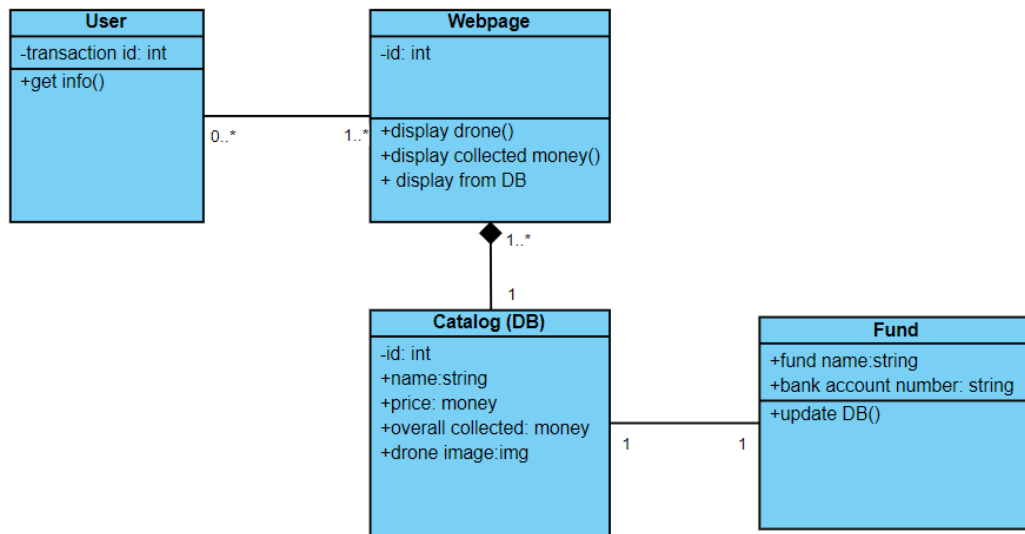 User
-transaction id: int
+get info()
0..*
1..*
Webpage
-id: int
+display drone()
+display collected money()
+ display from DB
1..*
1
Catalog (DB)
-id: int
+name:string
+price: money
+overall collected: money
+drone image:img
1
1
Fund
+fund name:string
+bank account number: string
+update DB()